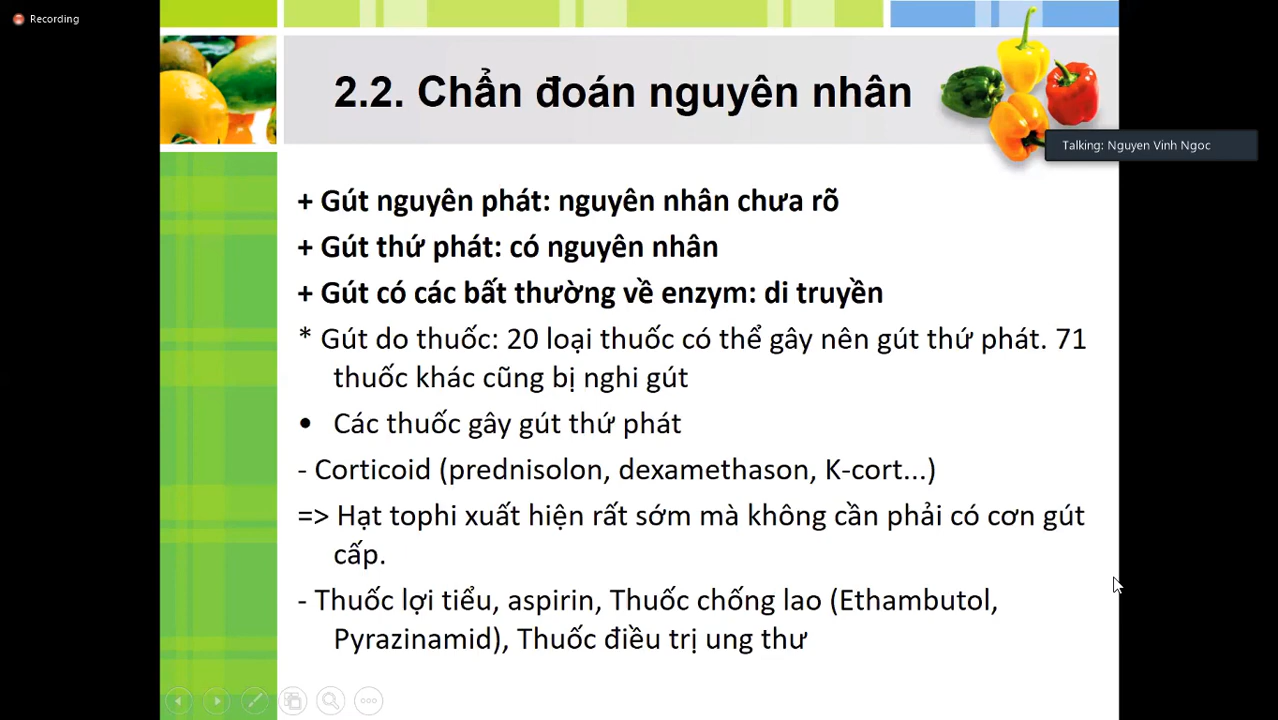 Recording
2.2. Chẩn đoán nguyên nhân
Talking: Nguyen Vinh Ngoc
+ Gút nguyên phát: nguyên nhân chưa rõ
+ Gút thứ phát: có nguyên nhân
+ Gút có các bất thường về enzym: di truyền
* Gút do thuốc: 20 loại thuốc có thể gây nên gút thứ phát. 71
thuốc khác cũng bị nghi gút
• Các thuốc gây gút thứ phát
- Corticoid (prednisolon, dexamethason, K-cort...)
=> Hạt tophi xuất hiện rất sớm mà không cần phải có cơn gút
cấp.
- Thuốc lợi tiểu, aspirin, Thuốc chống lao (Ethambutol,
Pyrazinamid), Thuốc điều trị ung thư